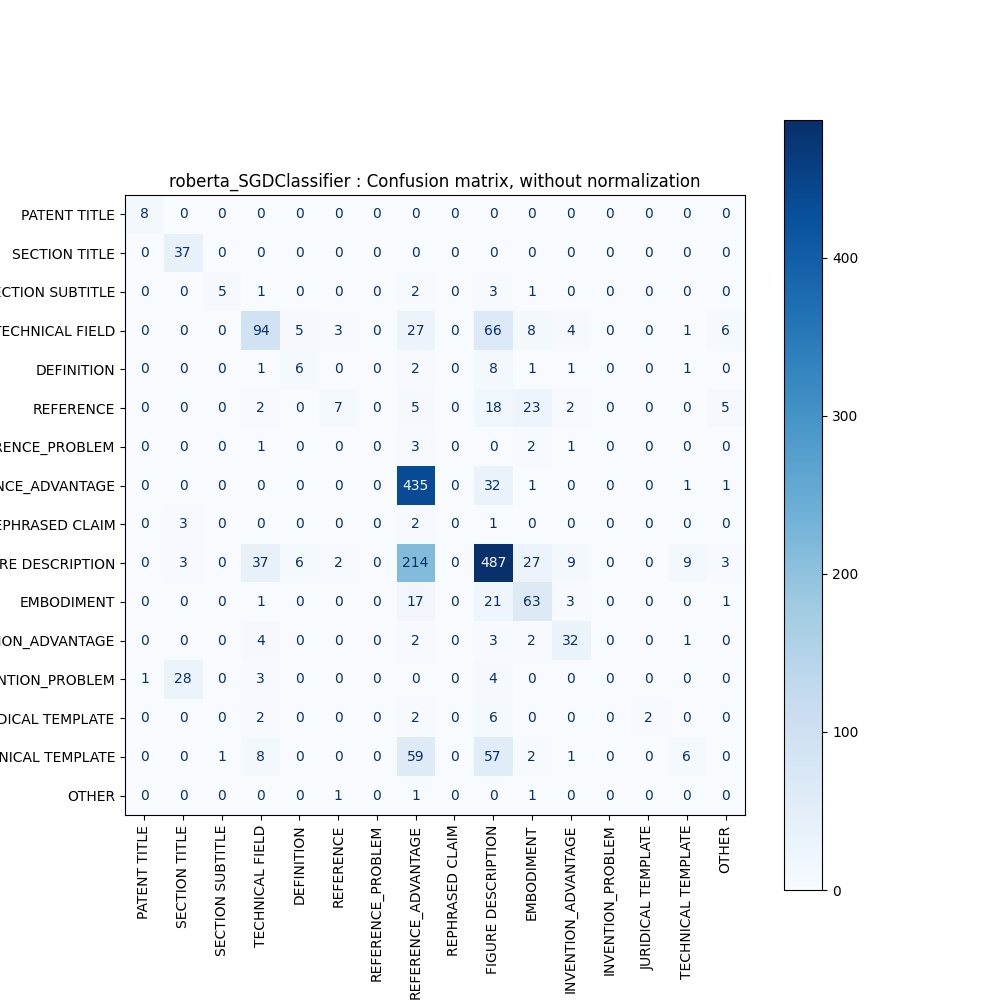 roberta_SGDClassifier : Confusion matrix, without normalization
PATENT TITLE 8 0 0 0 0 0 0 0 0 0 0 0 0 0 0 0
SECTION TITLE 0 37 0 0 0 0 0 0 0 0 0 0 0 0 0 0
ECTION SUBTITLE 0 0 5 1 0 0 0 2 0 3 1 0 0 0 0 0
TECHNICAL FIELD 0 0 0 94 5 3 0 27 0 66 8 4 0 0 1 6
DEFINITION 0 0 0 1 6 0 0 2 0 8 1 1 0 0 1 0
REFERENCE 0 0 0 2 0 7 0 5 0 18 23 2 0 0 0 5
RENCE_PROBLEM 0 0 0 1 0 0 0 3 0 0 2 1 0 0 0 0
NCE_ADVANTAGE 0 0 0 0 0 0 0 435 0 32 1 0 0 0 1 1
EPHRASED CLAIM 0 3 0 0 0 0 0 2 0 1 0 0 0 0 0 0
RE DESCRIPTION 0 3 0 37 6 2 0 214 0 487 27 9 0 0 9 3
EMBODIMENT 0 0 0 1 0 0 0 17 0 21 63 3 0 0 0 1
ON_ADVANTAGE 0 0 0 4 0 0 0 2 0 3 2 32 0 0 1 0
NTION_PROBLEM 1 28 0 3 0 0 0 0 0 4 0 0 0 0 0 0
DICAL TEMPLATE 0 0 0 2 0 0 0 2 0 6 0 0 0 2 0 0
NICAL TEMPLATE 0 0 1 8 0 0 0 59 0 57 2 1 0 0 6 0
OTHER 0 0 0 0 0 1 0 1 0 0 1 0 0 0 0 0
PATENT TITLE
SECTION TITLE
SECTION SUBTITLE
TECHNICAL FIELD
DEFINITION
REFERENCE
REFERENCE_PROBLEM
REFERENCE_ADVANTAGE
REPHRASED CLAIM
FIGURE DESCRIPTION
EMBODIMENT
INVENTION_ADVANTAGE
INVENTION_PROBLEM
JURIDICAL TEMPLATE
TECHNICAL TEMPLATE
OTHER
400
300
200
100
0